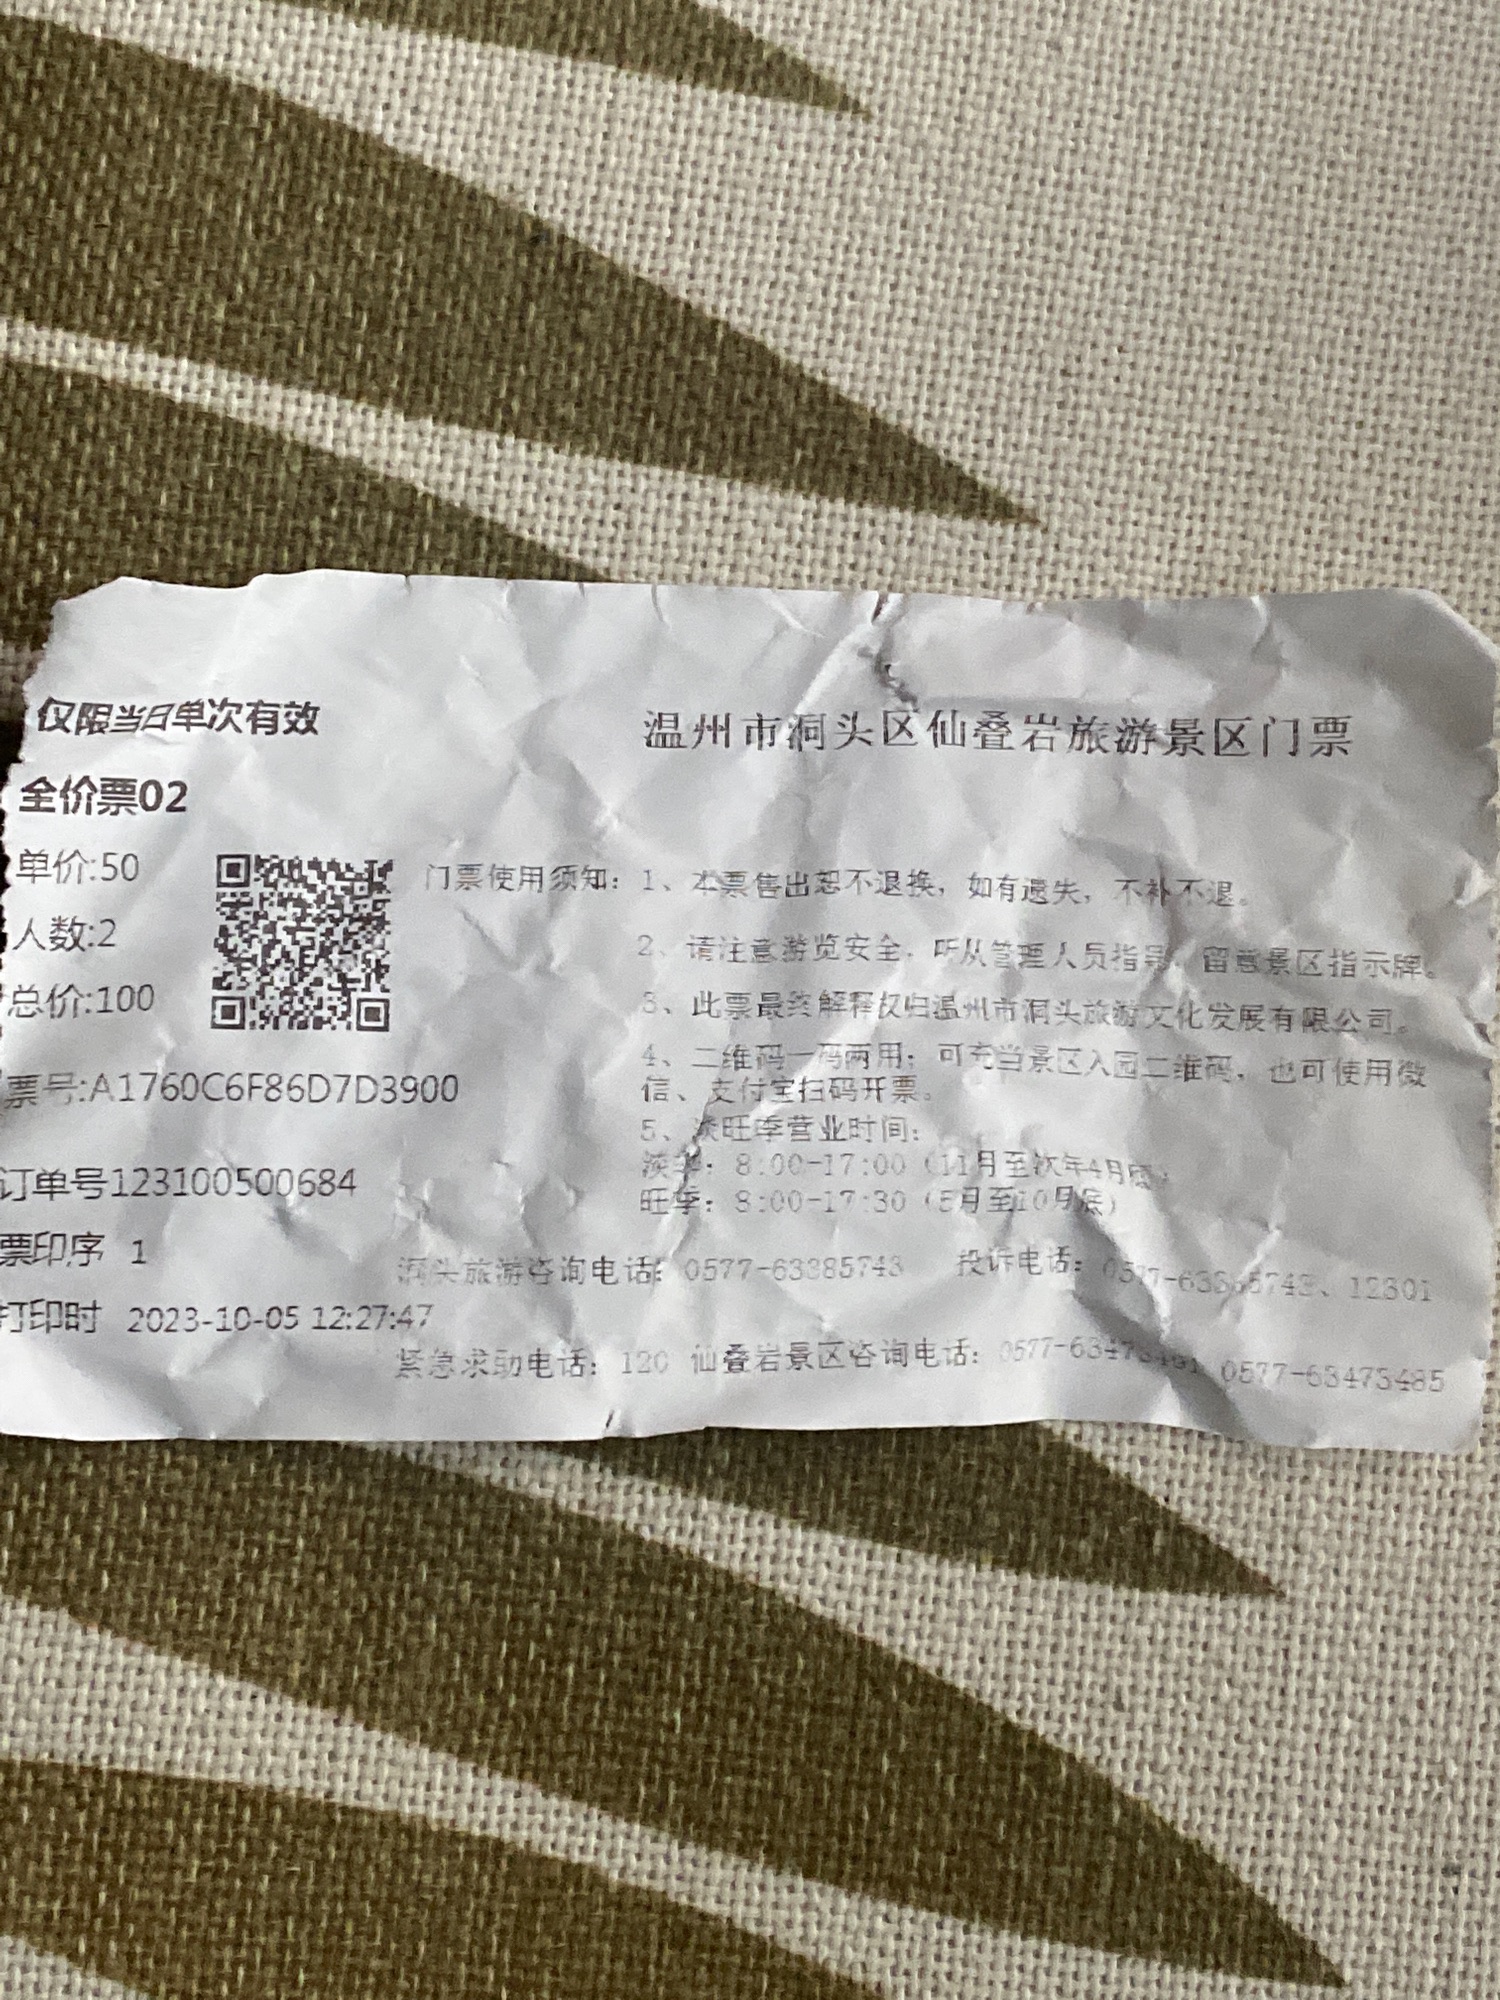 仅限当日单次有效
温州市洞头区仙叠岩旅游景区门票
全价票02
单价:50
人数:2
总价:100
票号:A1760C6F86D7D3900
订单号123100500684
票印序 1
打印时 2023-10-05 12:27:47
门票使用须知：1、本票售出恕不退换，如有遗失，不补不退。
2、请注意游览安全，听从管理人员指导，留意景区指示牌。
3、此票最终解释权归温州市洞头旅游文化发展有限公司。
4、二维码一码两用：可充当景区入园二维码，也可使用微
信、支付宝扫码开票。
5、淡旺季营业时间：
淡季：8:00-17:00（11月至次年4月底）
旺季：8:00-17:30（5月至10月底）
洞头旅游咨询电话：0577-63385743 投诉电话：0577-63385743、12301
紧急求助电话：120 仙叠岩景区咨询电话： 0577-63473485